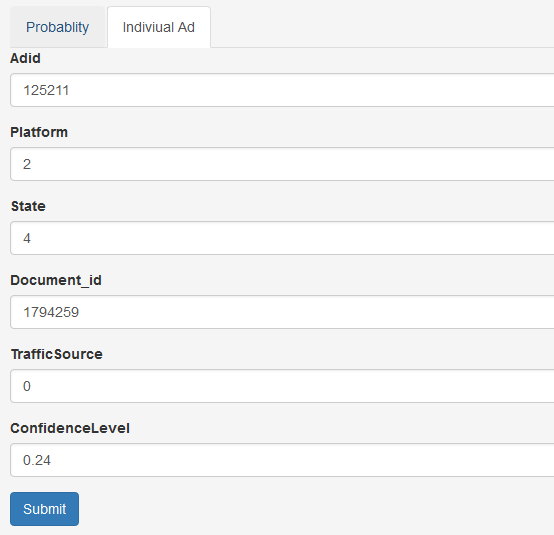 Probablity Indiviual Ad
Adid
125211
Platform
2
State
4
Document_id
1794259
TrafficSource
0
ConfidenceLevel
0.24
Submit